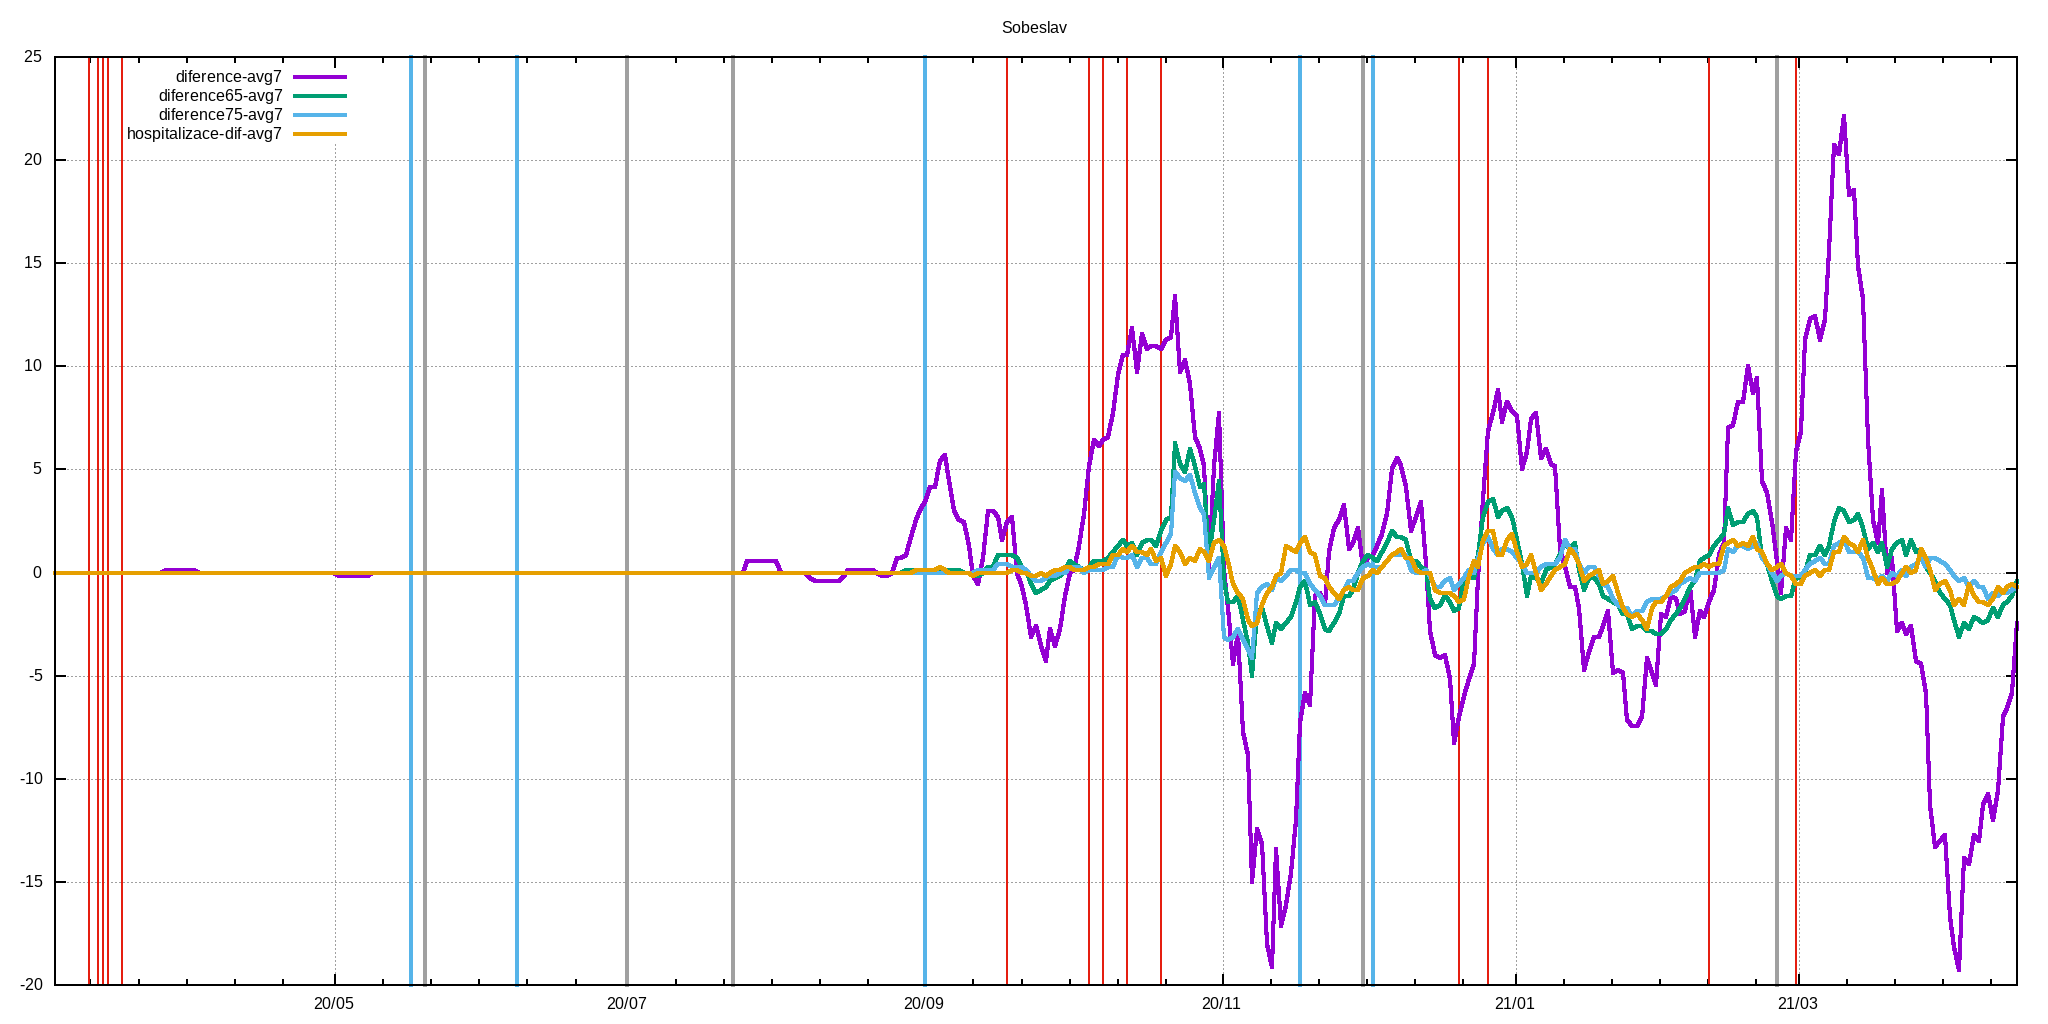 Sobeslav
25
diference-avg7
diference65-avg7
diference75-avg7
hospitalizace-dif-avg7
20
15
10
5
0
-5
-10
-15
-20
20/05 20/07 20/09 20/11 21/01 21/03